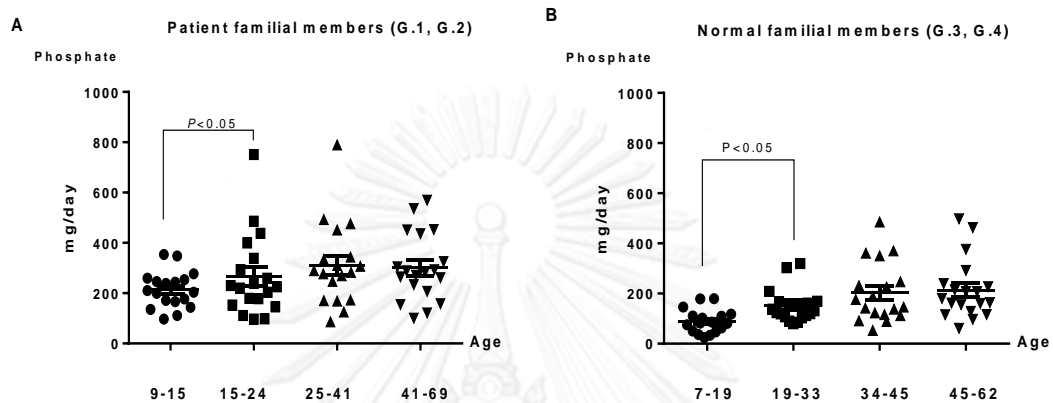 A
Patient familial members (G.1, G.2)
Phosphate
1000
800
600
400
200
0
mg/day
P<0.05
Age
9-15 15-24 25-41 41-69
B
Normal familial members (G.3, G.4)
Phosphate
1000
800
600
400
200
0
mg/day
P<0.05
Age
7-19 19-33 34-45 45-62